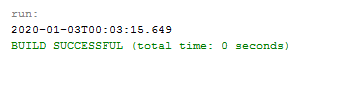 run:
2020-01-03T00:03:15.649
BUILD SUCCESSFUL (total time: 0 seconds)